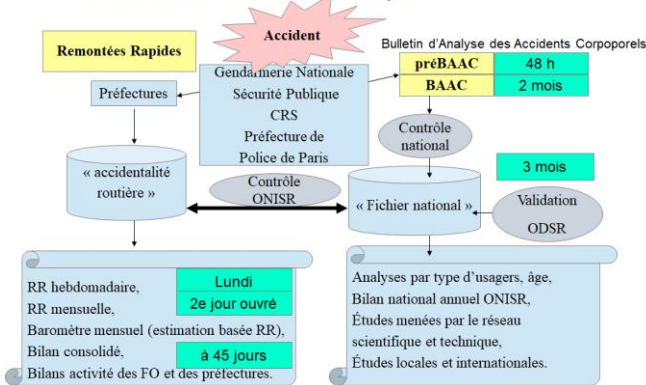 Accident
Remontées Rapides
Bulletin d'Analyse des Accidents Corpoporels
préBAAC 48 h
BAAC 2 mois
Gendarmerie Nationale
Sécurité Publique
CRS
Préfecture de
Police de Paris
Préfectures
Contrôle
national
« accidentalité
routière »
Contrôle
ONISR
3 mois
« Fichier national »
Validation
ODSR
RR hebdomadaire, Lundi
RR mensuelle, 2e jour ouvré
Baromètre mensuel (estimation basée RR),
Bilan consolidé, à 45 jours
Bilans activité des FO et des préfectures.
Analyses par type d'usagers, âge,
Bilan national annuel ONISR,
Études menées par le réseau
scientifique et technique,
Études locales et internationales.